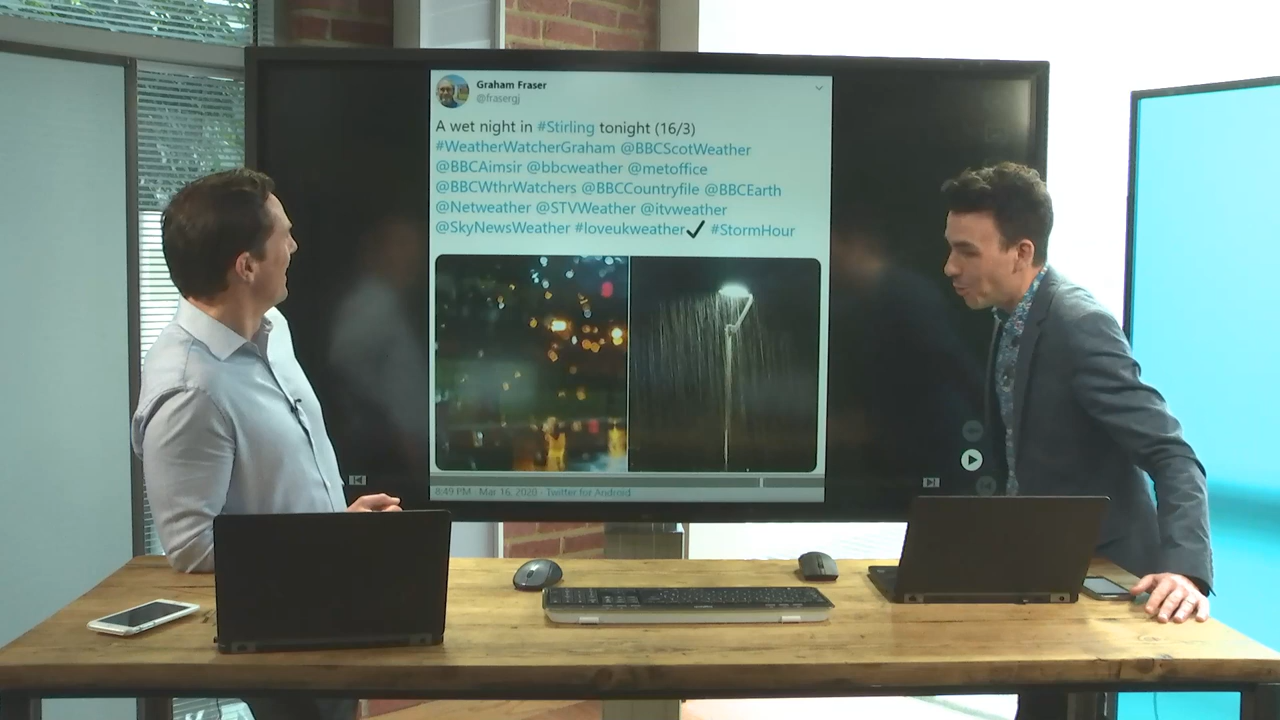 Graham Fraser
@frasergj
A wet night in #Stirling tonight (16/3)
#WeatherWatcherGraham @BBCScotWeather
@BBCAimsir @bbcweather @metoffice
@BBCWthrWatchers @BBCCountryfile @BBCEarth
@Netweather @STVWeather @itvweather
@SkyNewsWeather #loveukweather✔ #StormHour
8:49 PM · Mar 16, 2020 · Twitter for Android